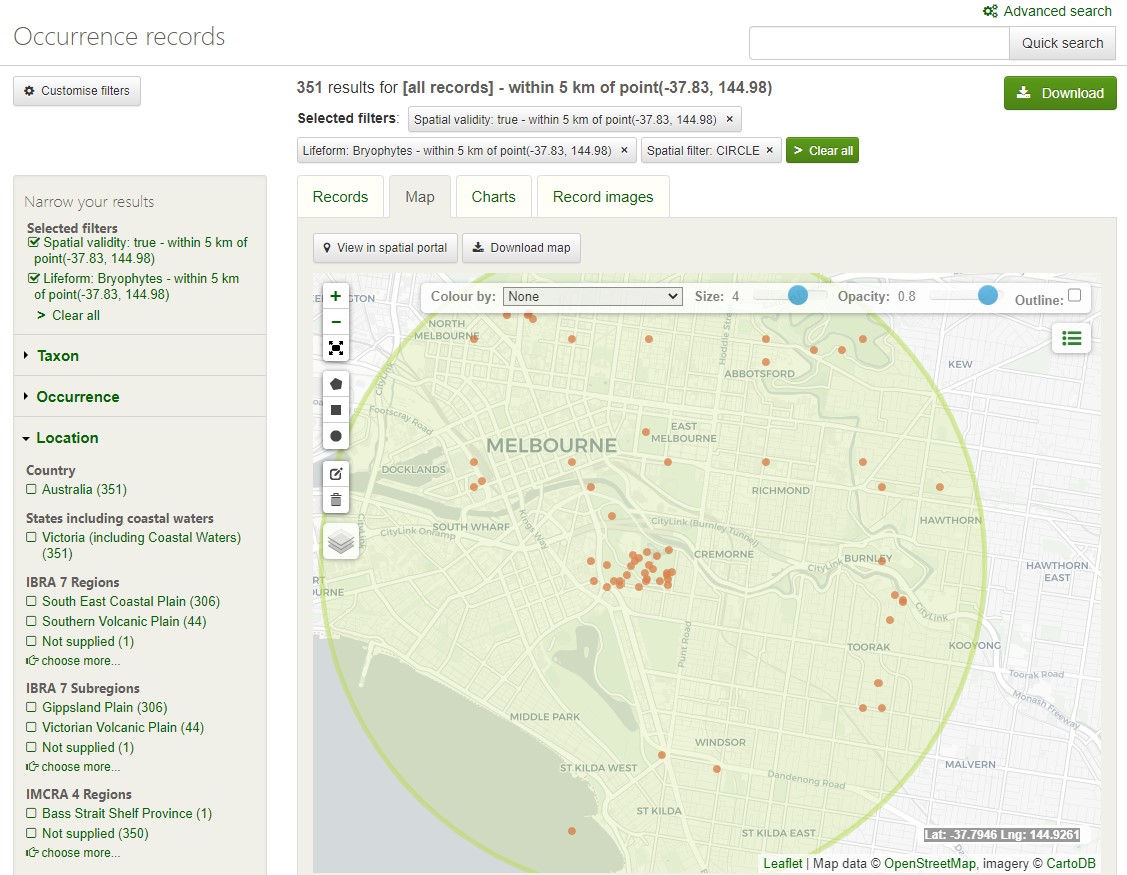 Advanced search
Occurrence records
Quick search
Customise filters
351 results for [all records] - within 5 km of point(-37.83, 144.98)
Download
Selected filters:
Spatial validity: true - within 5 km of point(-37.83, 144.98) ×
Lifeform: Bryophytes - within 5 km of point(-37.83, 144.98) ×
Spatial filter: CIRCLE ×
> Clear all
Narrow your results
Selected filters
Spatial validity: true - within 5 km of
point(-37.83, 144.98)
Lifeform: Bryophytes - within 5 km
of point(-37.83, 144.98)
> Clear all
Taxon
Occurrence
Location
Country
Australia (351)
States including coastal waters
Victoria (including Coastal Waters)
(351)
IBRA 7 Regions
South East Coastal Plain (306)
Southern Volcanic Plain (44)
Not supplied (1)
choose more...
IBRA 7 Subregions
Gippsland Plain (306)
Victorian Volcanic Plain (44)
Not supplied (1)
choose more...
IMCRA 4 Regions
Bass Strait Shelf Province (1)
Not supplied (350)
choose more...
Records
Map
Charts
Record images
View in spatial portal
Download map
+
−
Colour by:
None
Size: 4
Opacity: 0.8
Outline:
NORTH
MELBOURNE
Hoddle Stre
CityLink
ABBOTSFORD
KEW
Footscray Road
MELBOURNE
EAST
MELBOURNE
DOCKLANDS
RICHMOND
HAWTHORN
SOUTH WHARF
CityLink Onramp
Kings Way
CityLink (Burnley Tunnel)
CREMORNE
CityLink
BURNLEY
HAWTHORN
EAST
CityLink
Punt Road
TOORAK
KOOYONG
Toorak Road
Monash Freeway
MIDDLE PARK
WINDSOR
ST KILDA WEST
MALVERN
Dandenong Road
ST KILDA
ST KILDA EAST
Lat: -37.7946 Lng: 144.9261
Leaflet | Map data © OpenStreetMap, imagery © CartoDB